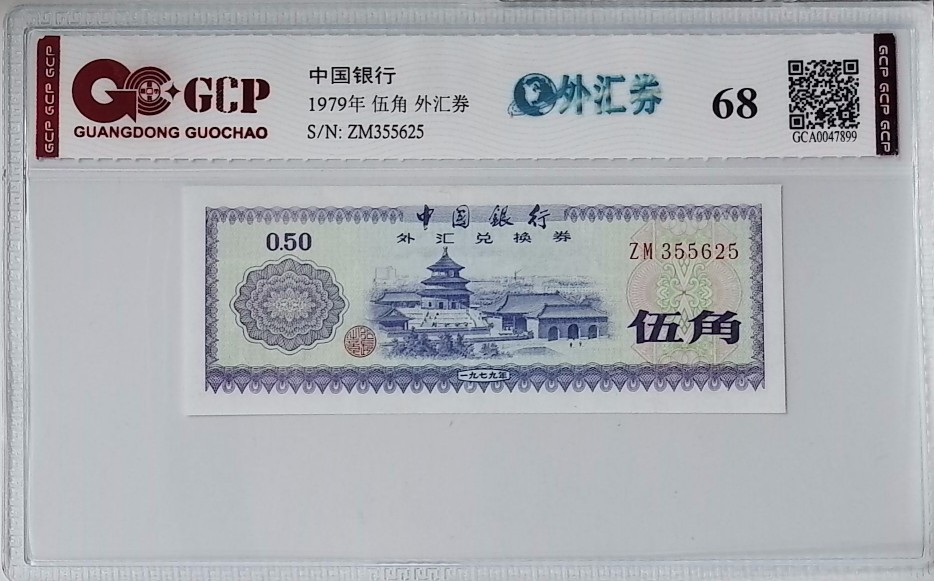 GCP GCP GCP
GC GCP
GUANGDONG GUOCHAO
中国银行
1979年 伍角 外汇券
S/N: ZM355625
外汇券
68
GCA0047899
GCP GCP GCP
中国銀行
外汇兑换券
0.50
ZM 355625
伍角
一九七九年